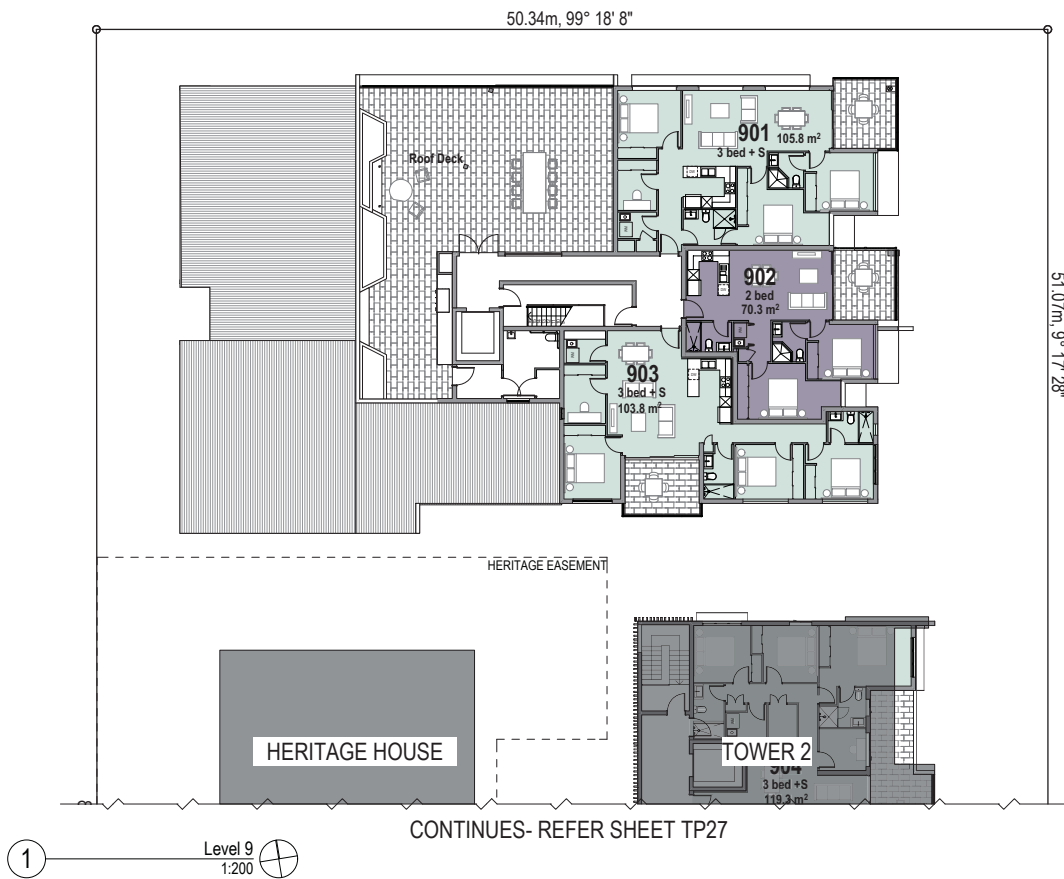 50.34m, 99° 18' 8"
Roof Deck
901
105.8 m²
3 bed + S
902
2 bed
70.3 m²
51.07m, 9° 17' 28"
903
3 bed + S
103.8 m²
HERITAGE EASEMENT
HERITAGE HOUSE
TOWER 2
904
3 bed +S
119.3 m²
CONTINUES- REFER SHEET TP27
1
Level 9
1:200